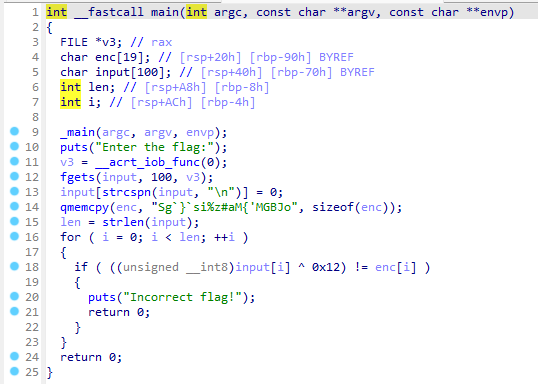 1 int __fastcall main(int argc, const char **argv, const char **envp)
2 {
3 FILE *v3; // rax
4 char enc[19]; // [rsp+20h] [rbp-90h] BYREF
5 char input[100]; // [rsp+40h] [rbp-70h] BYREF
6 int len; // [rsp+A8h] [rbp-8h]
7 int i; // [rsp+ACh] [rbp-4h]
8
9 _main(argc, argv, envp);
10 puts("Enter the flag:");
11 v3 = __acrt_iob_func(0);
12 fgets(input, 100, v3);
13 input[strcspn(input, "\n")] = 0;
14 qmemcpy(enc, "Sg`}`si%z#aM{'MGBJo", sizeof(enc));
15 len = strlen(input);
16 for ( i = 0; i < len; ++i )
17 {
18 if ( ((unsigned __int8)input[i] ^ 0x12) != enc[i] )
19 {
20 puts("Incorrect flag!");
21 return 0;
22 }
23 }
24 return 0;
25 }